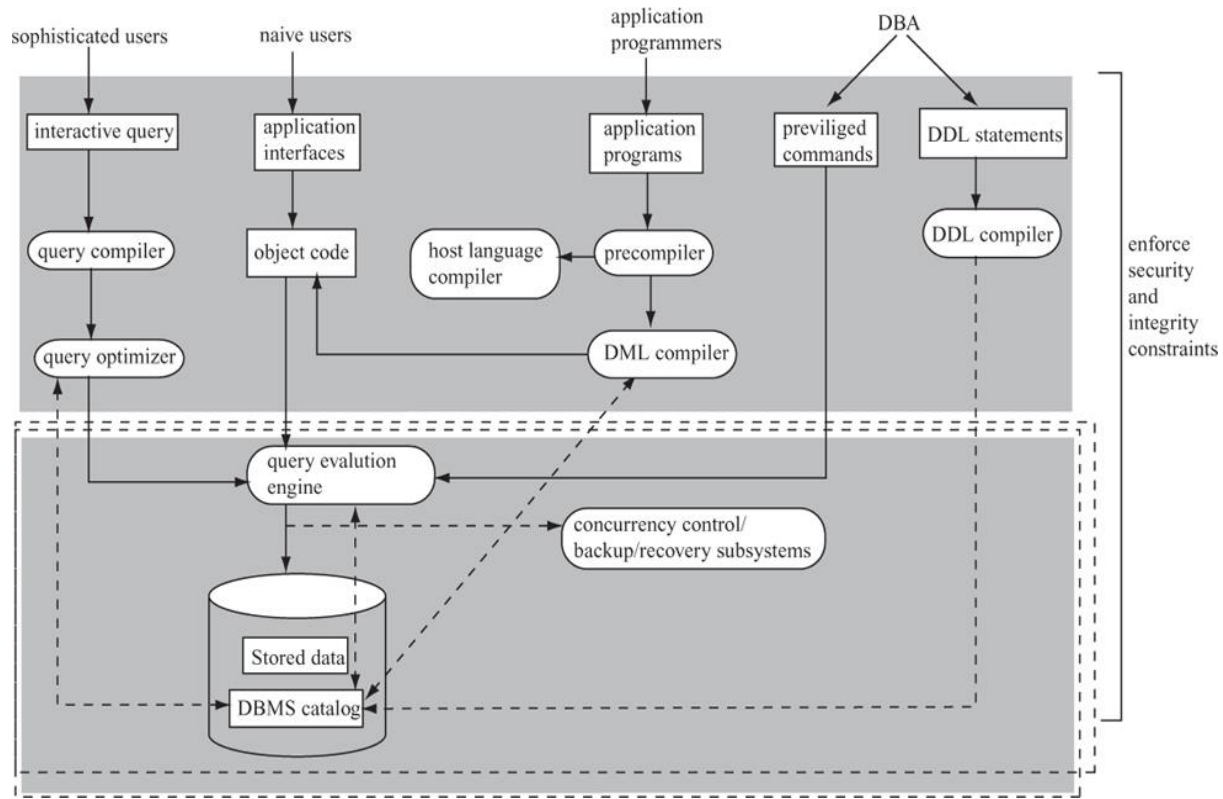 sophisticated users
naive users
application
programmers
DBA
interactive query
application
interfaces
application
programs
previliged
commands
DDL statements
query compiler
object code
host language
compiler
precompiler
DDL compiler
enforce
security
and
integrity
constraints
query optimizer
DML compiler
query evalution
engine
concurrency control/
backup/recovery subsystems
Stored data
DBMS catalog